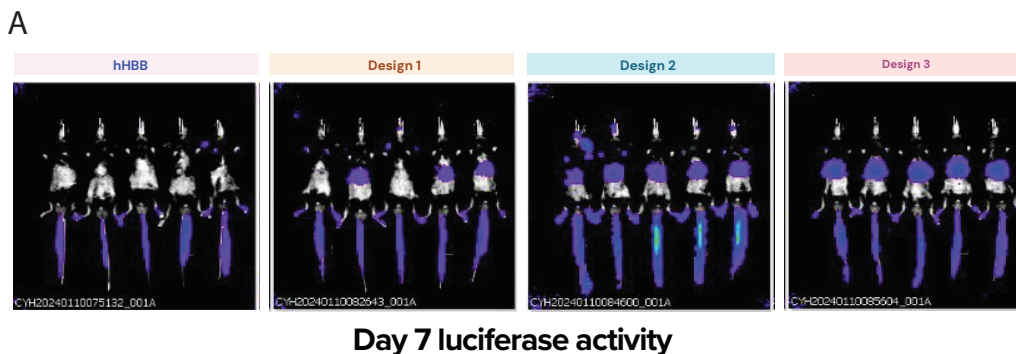 A
hHBB
Design 1
Design 2
Design 3
CYH20240110075132_001A
CYH20240110082643_001A
CYH20240110084600_001A
CYH20240110085604_001A
Day 7 luciferase activity